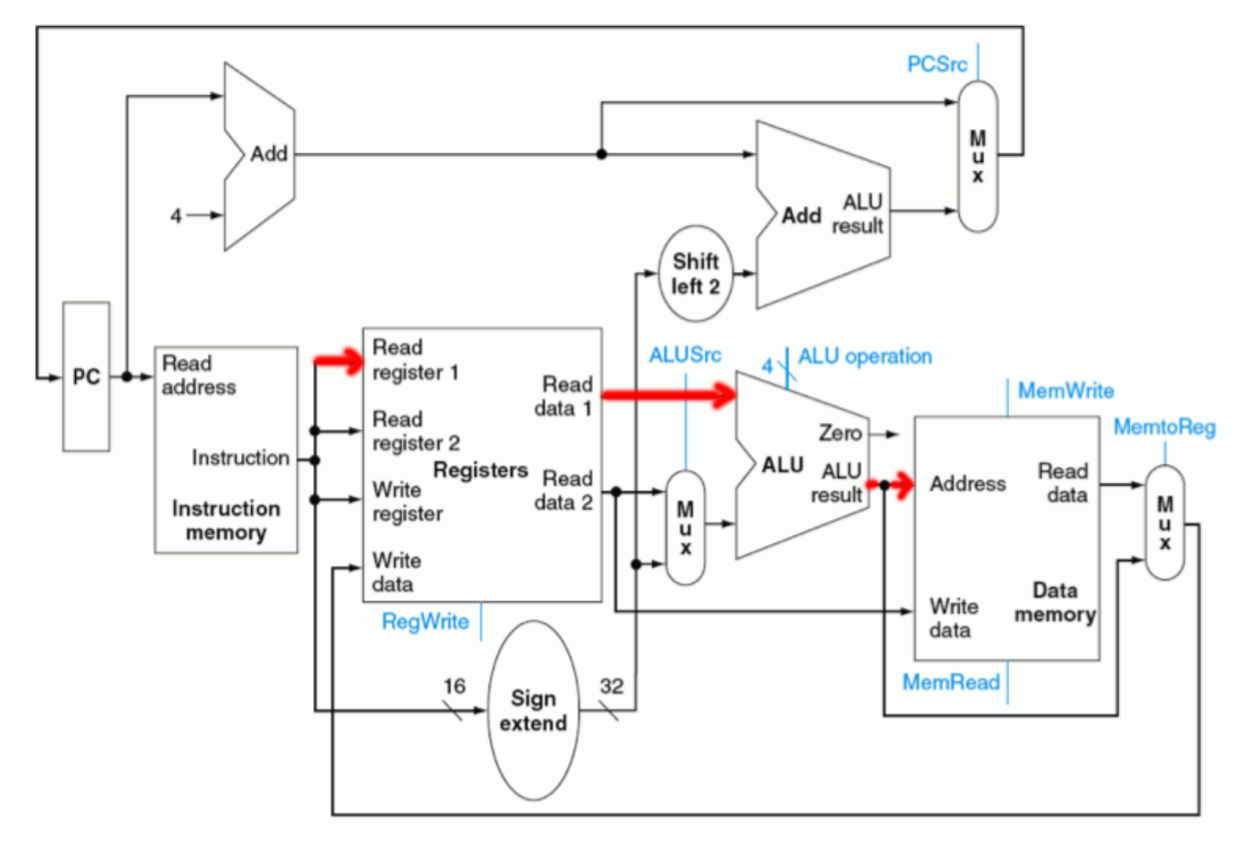 PCSrc
Add
4
M
u
x
Add
ALU
result
Shift
left 2
PC
Read
address
Instruction
Instruction
memory
Read
register 1
Read
register 2
Registers
Write
register
Write
data
Read
data 1
Read
data 2
RegWrite
16
Sign
extend
32
ALUSrc
M
u
x
4
ALU operation
Zero
ALU
ALU
result
MemWrite
Address
Read
data
Write
data
Data
memory
MemRead
MemtoReg
M
u
x